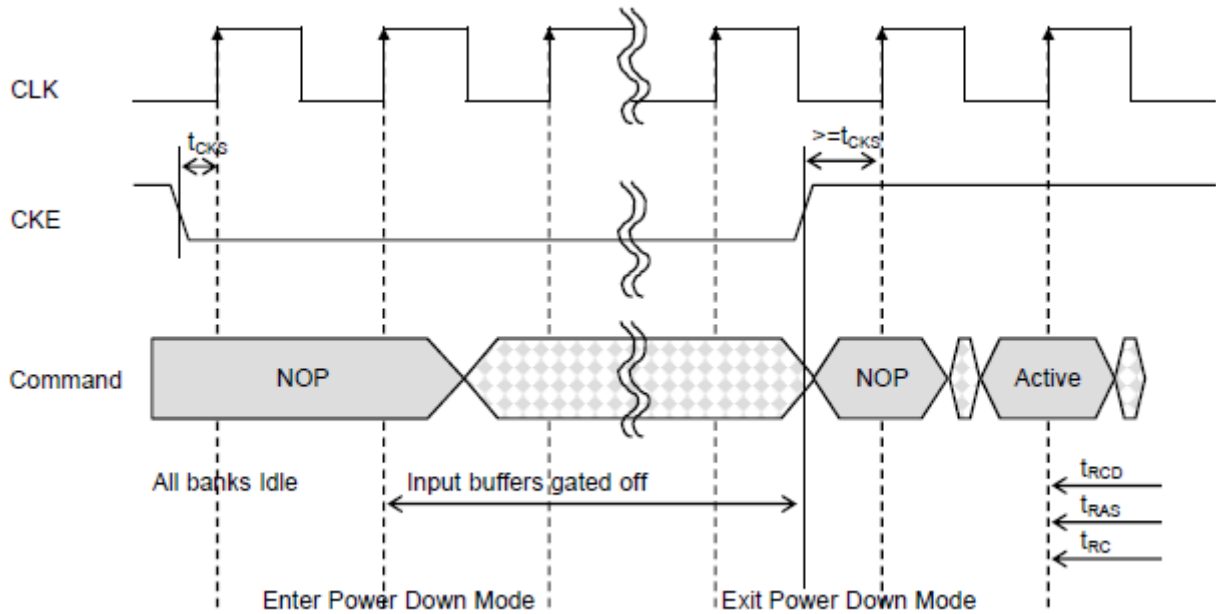 CLK
tCKS
>=tCKS
CKE
Command
NOP
NOP
Active
All banks Idle
Input buffers gated off
tRCD
tRAS
tRC
Enter Power Down Mode
Exit Power Down Mode